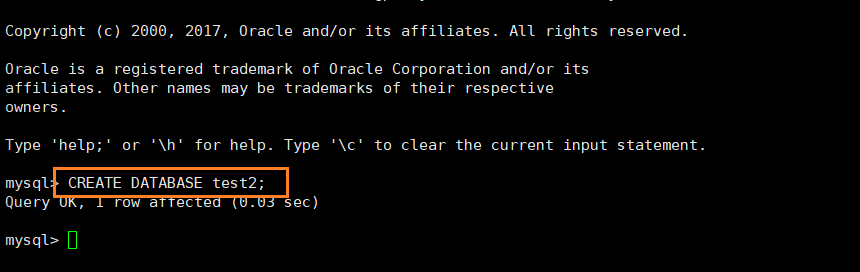 Copyright (c) 2000, 2017, Oracle and/or its affiliates. All rights reserved.
Oracle is a registered trademark of Oracle Corporation and/or its
affiliates. Other names may be trademarks of their respective
owners.
Type 'help;' or '\h' for help. Type '\c' to clear the current input statement.
mysql> CREATE DATABASE test2;
Query OK, 1 row affected (0.03 sec)
mysql>